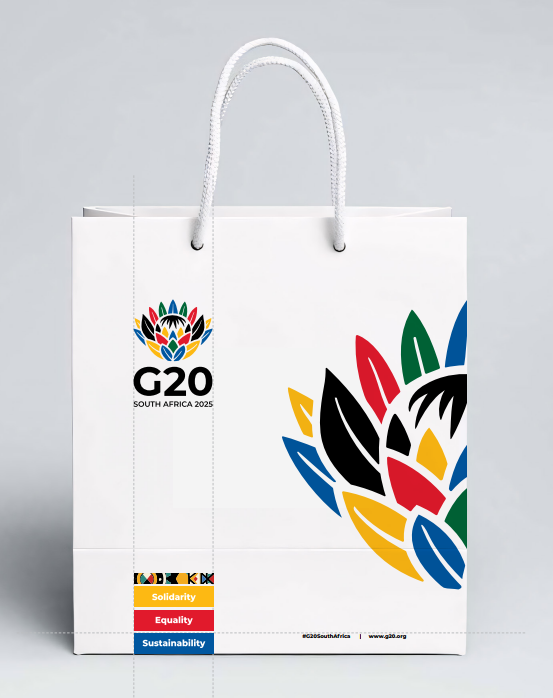 G20
SOUTH AFRICA 2025
Solidarity
Equality
Sustainability
#G20SouthAfrica | www.g20.org